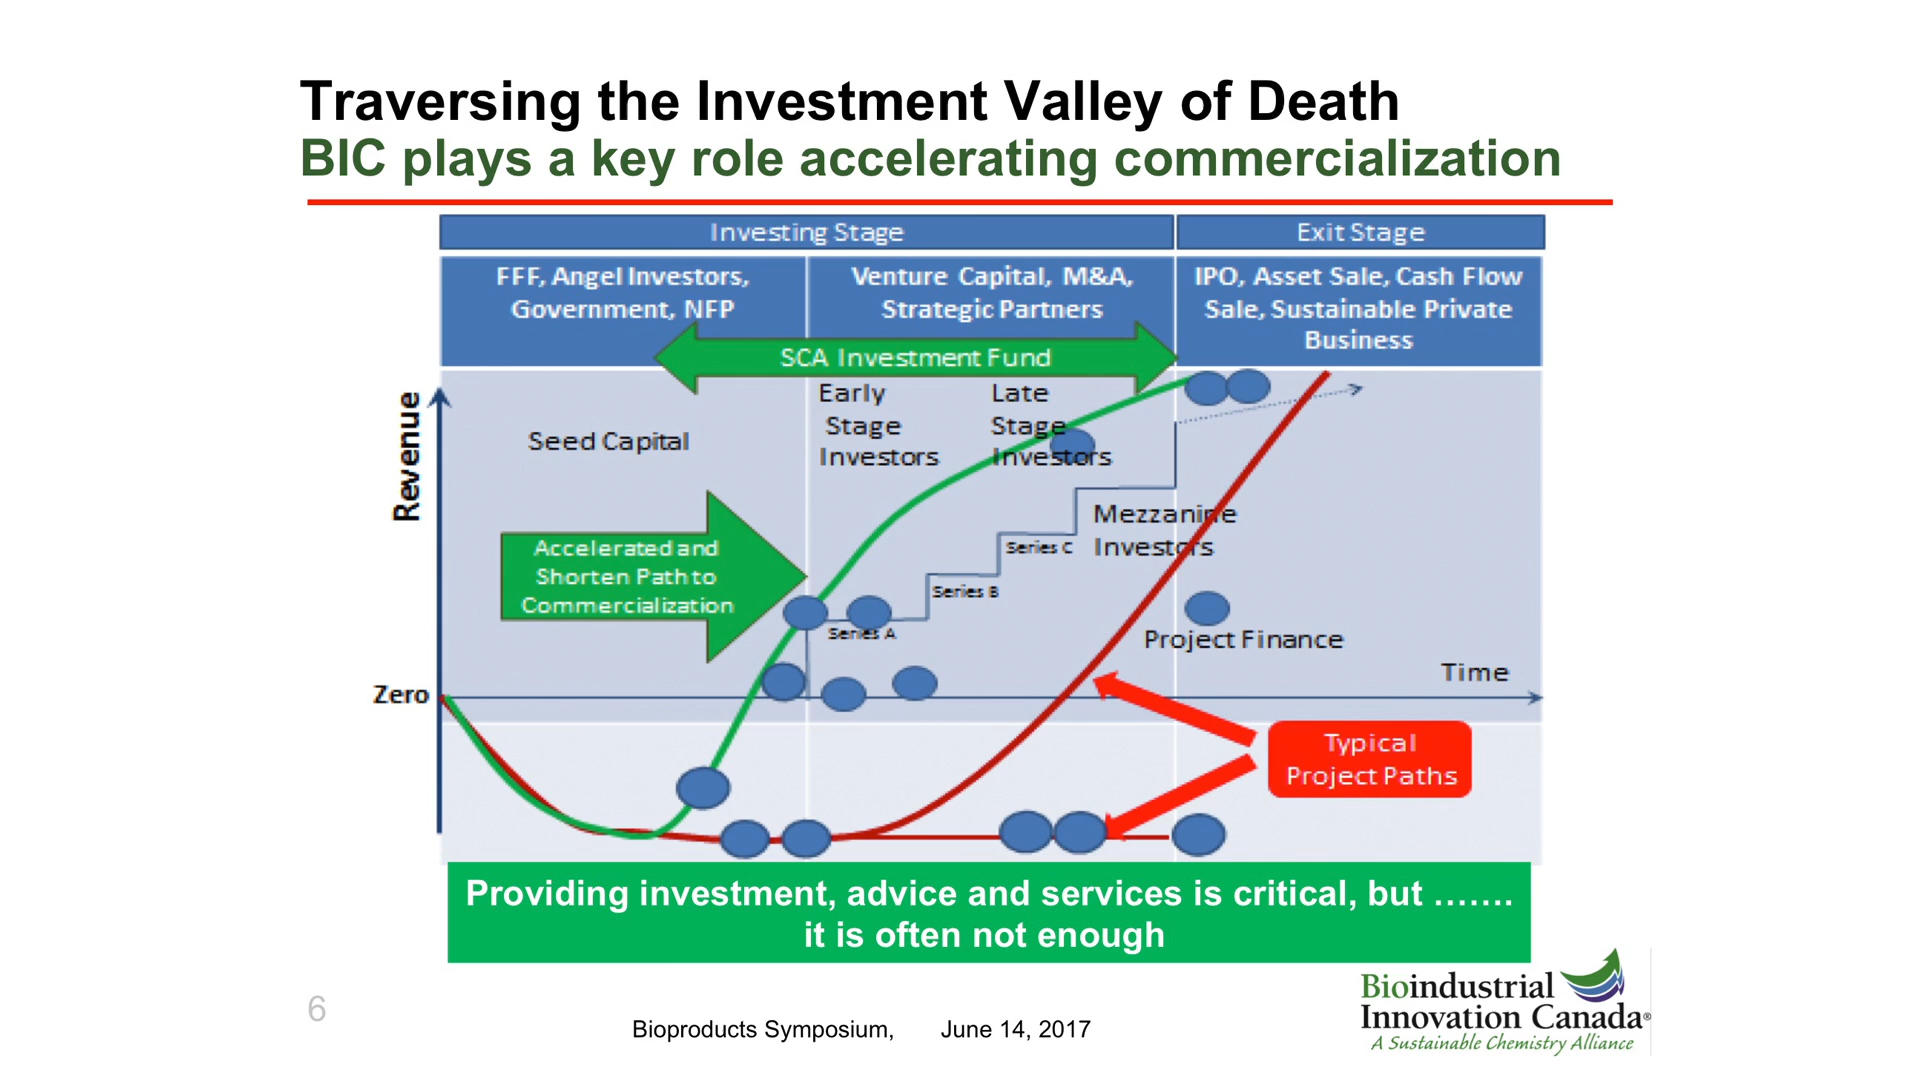 Traversing the Investment Valley of Death
BIC plays a key role accelerating commercialization
Investing Stage
Exit Stage
FFF, Angel Investors,
Government, NFP
Venture Capital, M&A,
Strategic Partners
IPO, Asset Sale, Cash Flow
Sale, Sustainable Private
Business
SCA Investment Fund
Revenue
Seed Capital
Early
Stage
Investors
Late
Stage
Investors
Accelerated and
Shorten Path to
Commercialization
Mezzanine
Investors
Series C
Series B
Series A
Project Finance
Time
Zero
Typical
Project Paths
Providing investment, advice and services is critical, but …….
it is often not enough
6
Bioproducts Symposium, June 14, 2017
Bioindustrial
Innovation Canada®
A Sustainable Chemistry Alliance